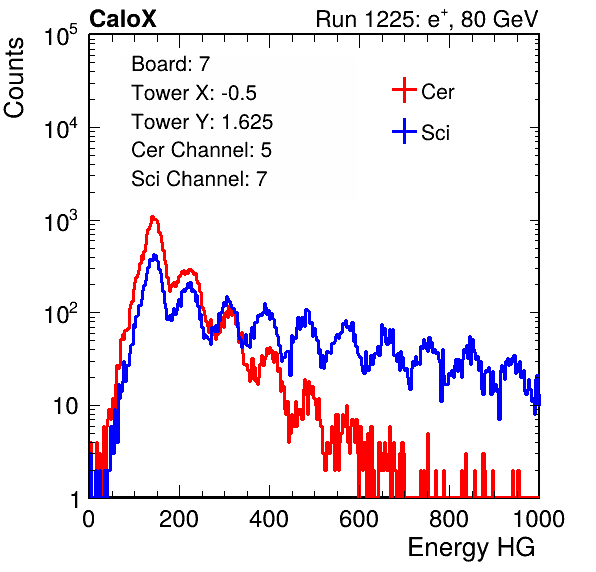 CaloX Run 1225: e⁺, 80 GeV
Counts
Board: 7
Tower X: -0.5
Tower Y: 1.625
Cer Channel: 5
Sci Channel: 7
Cer
Sci
10⁵
10⁴
10³
10²
10
1
0 200 400 600 800 1000
Energy HG